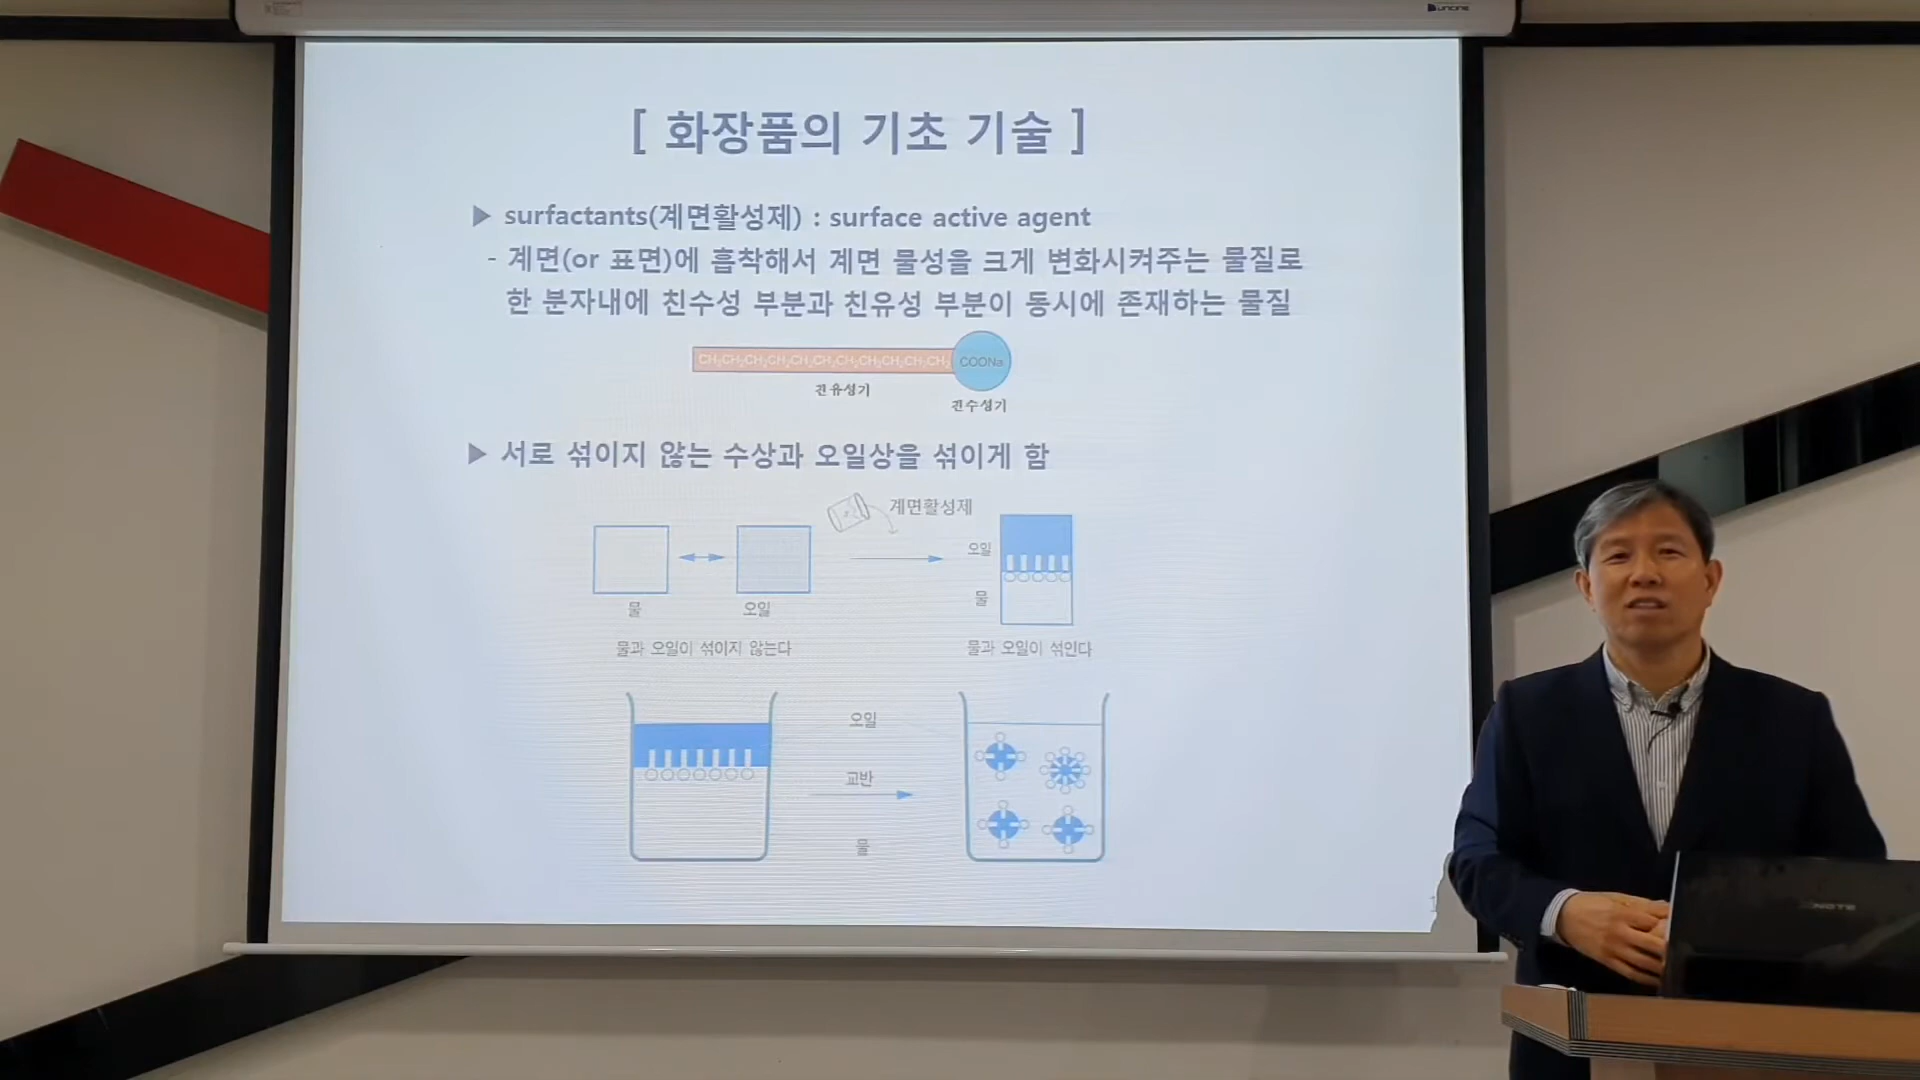 [ 화장품의 기초 기술 ]
▶ surfactants(계면활성제) : surface active agent
- 계면(or 표면)에 흡착해서 계면 물성을 크게 변화시켜주는 물질로
한 분자내에 친수성 부분과 친유성 부분이 동시에 존재하는 물질
CH₃CH₂CH₂CH₂CH₂CH₂CH₂CH₂CH₂CH₂CH₂ COONa
친유성기
친수성기
▶ 서로 섞이지 않는 수상과 오일상을 섞이게 함
계면활성제
오일
물
물 오일
물과 오일이 섞이지 않는다 물과 오일이 섞인다
오일
교반
물